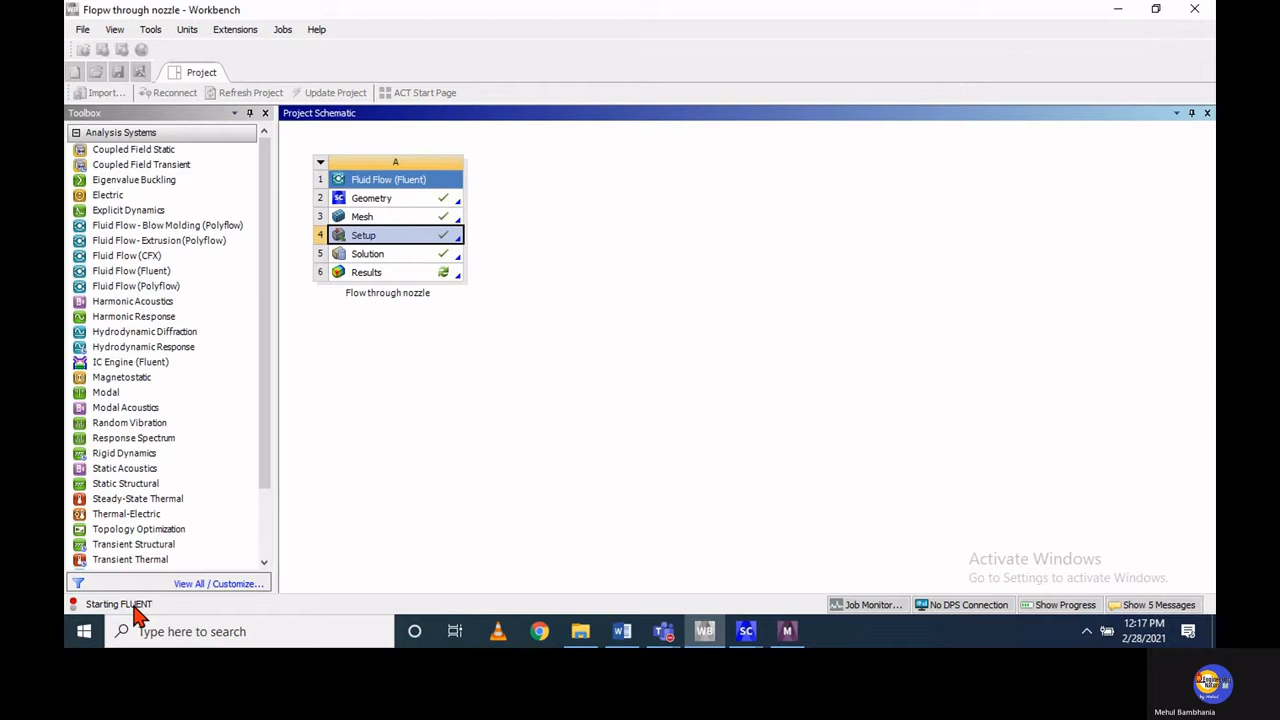 Flopw through nozzle - Workbench
File View Tools Units Extensions Jobs Help
Project
Import... Reconnect Refresh Project Update Project ACT Start Page
Toolbox
Project Schematic
Analysis Systems
Coupled Field Static
Coupled Field Transient
Eigenvalue Buckling
Electric
Explicit Dynamics
Fluid Flow - Blow Molding (Polyflow)
Fluid Flow - Extrusion (Polyflow)
Fluid Flow (CFX)
Fluid Flow (Fluent)
Fluid Flow (Polyflow)
Harmonic Acoustics
Harmonic Response
Hydrodynamic Diffraction
Hydrodynamic Response
IC Engine (Fluent)
Magnetostatic
Modal
Modal Acoustics
Random Vibration
Response Spectrum
Rigid Dynamics
Static Acoustics
Static Structural
Steady-State Thermal
Thermal-Electric
Topology Optimization
Transient Structural
Transient Thermal
View All / Customize...
A
1 Fluid Flow (Fluent)
2 Geometry
3 Mesh
4 Setup
5 Solution
6 Results
Flow through nozzle
Activate Windows
Go to Settings to activate Windows.
Starting FLUENT
Job Monitor... No DPS Connection Show Progress Show 5 Messages
Type here to search
WB SC M
12:17 PM
2/28/2021
Mehul Bambhania